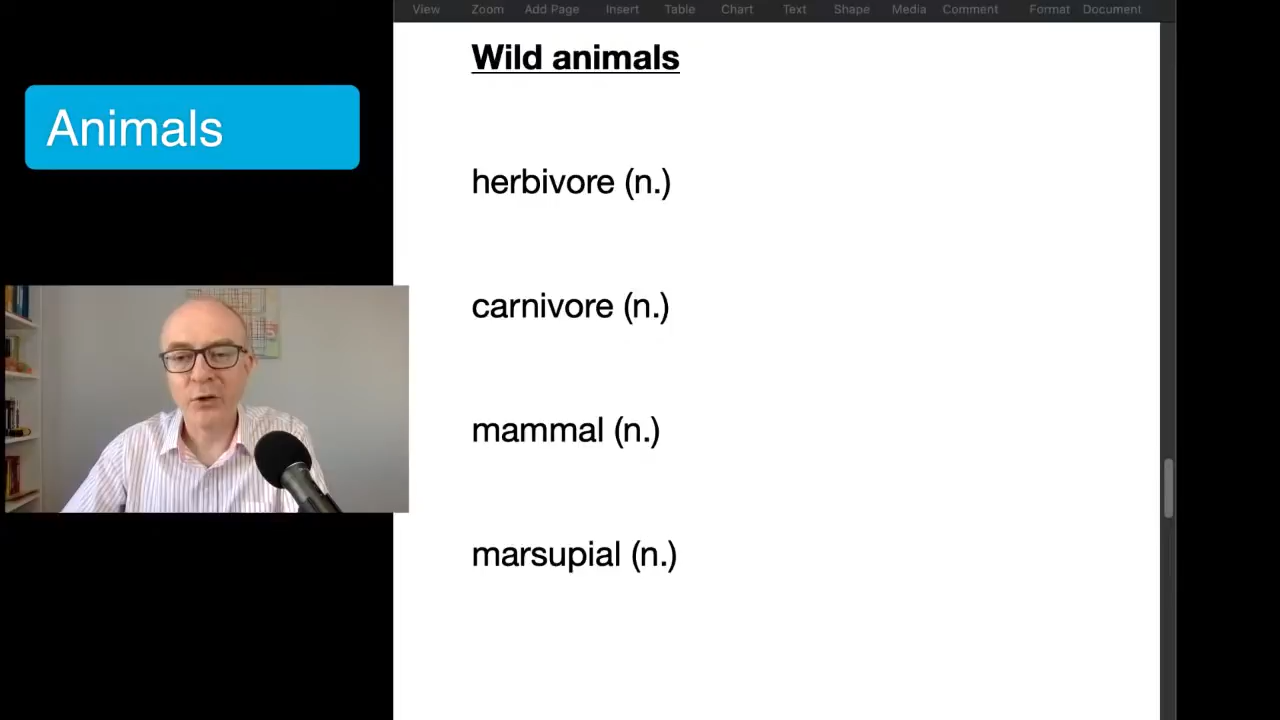 View Zoom Add Page Insert Table Chart Text Shape Media Comment Format Document
Wild animals
Animals
herbivore (n.)
carnivore (n.)
mammal (n.)
marsupial (n.)